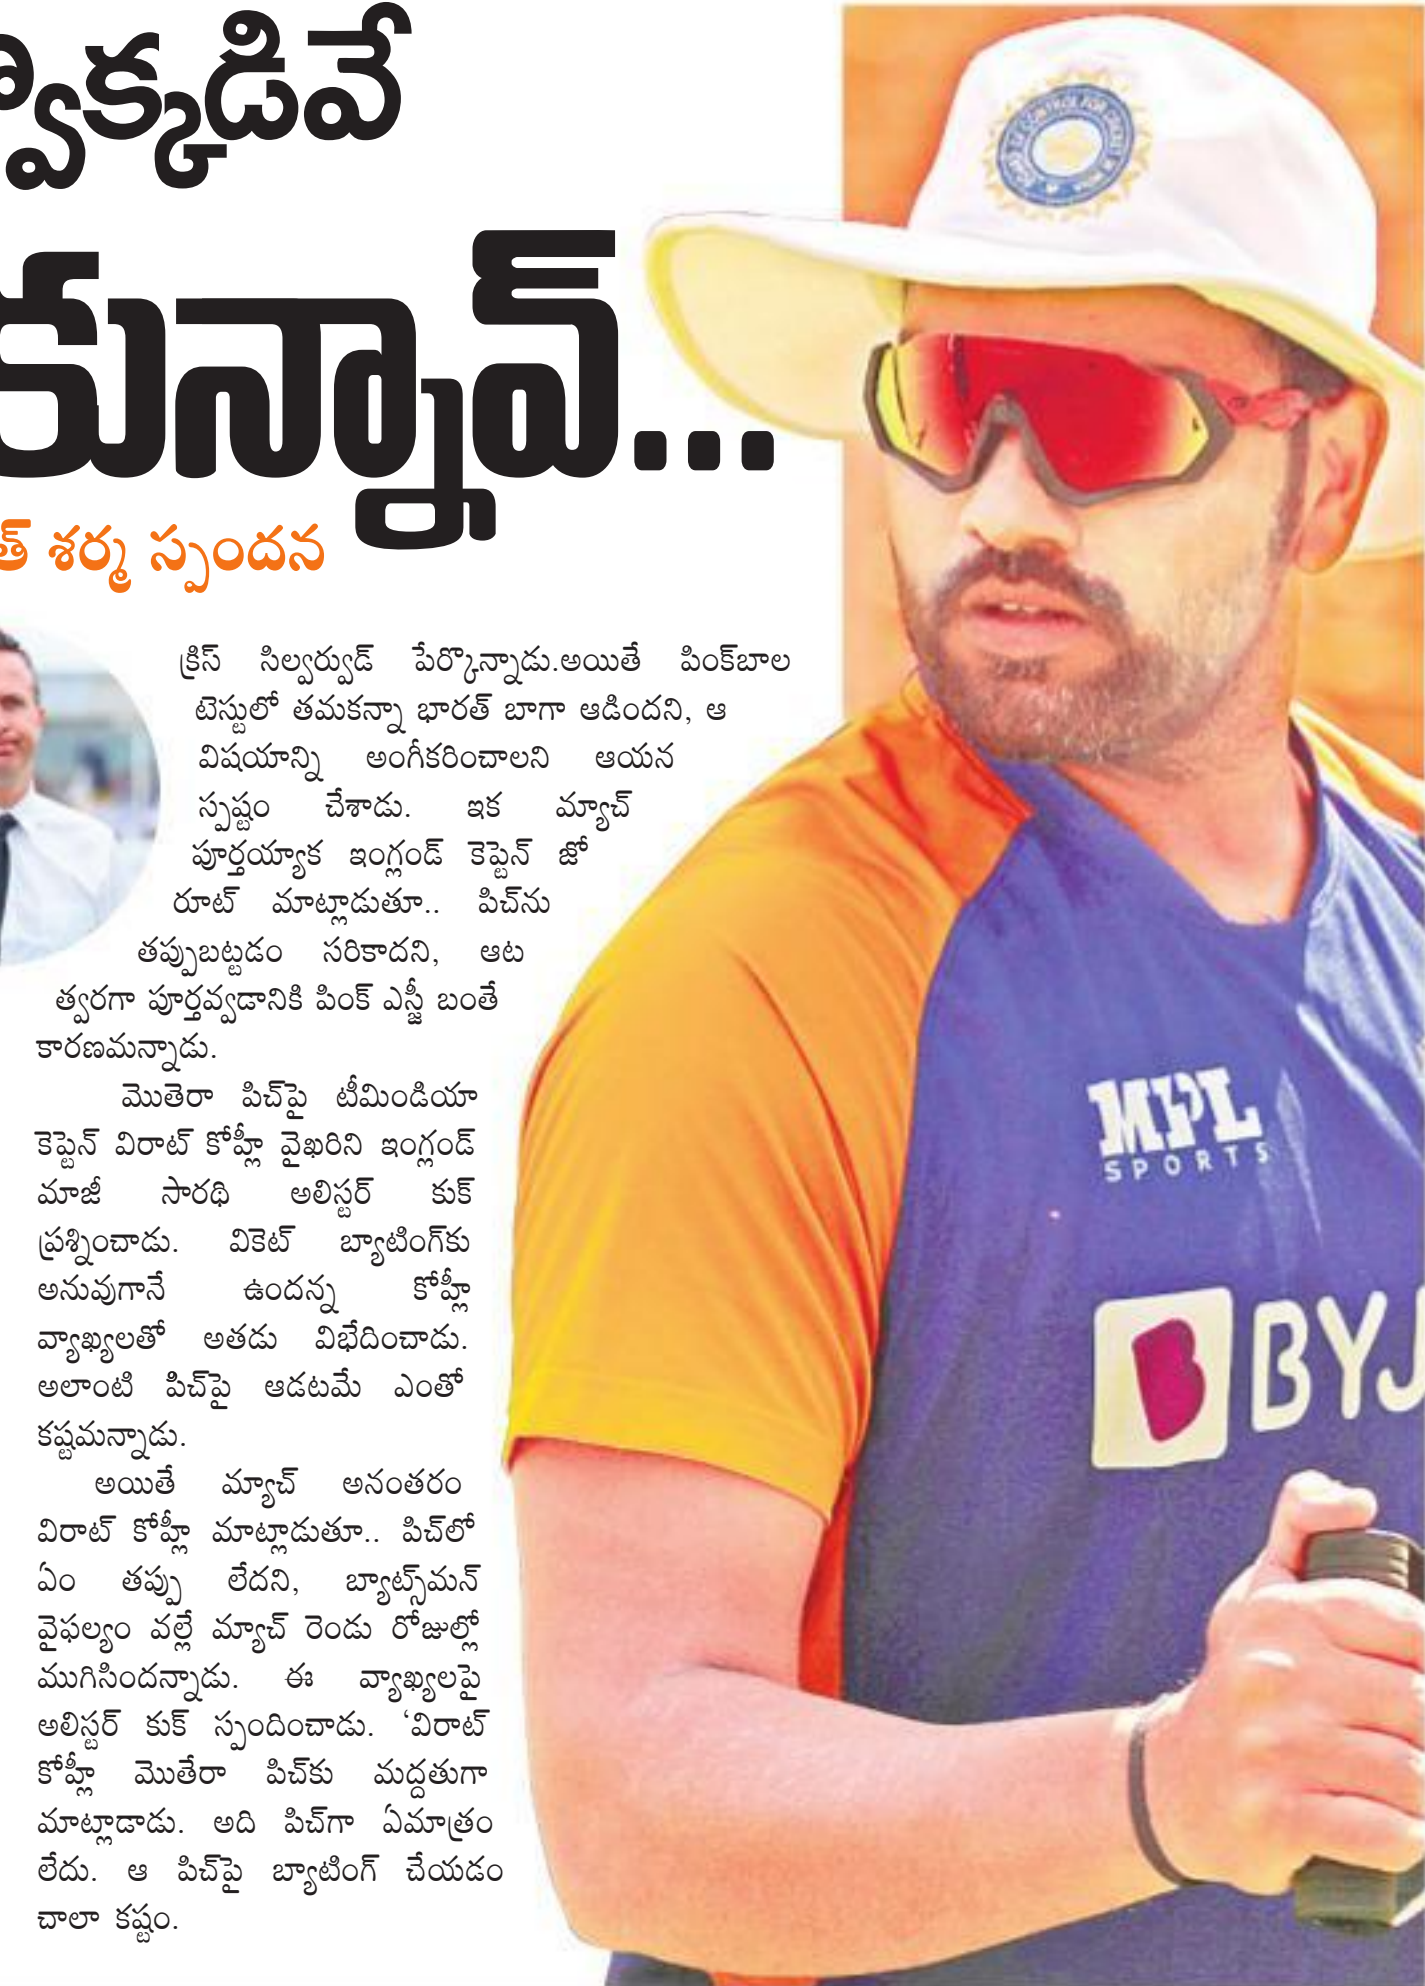 క్కడివే
కున్నావ్...
త్ శర్మ స్పందన
క్రిస్ సిల్వర్వుడ్ పేర్కొన్నాడు.అయితే పింక్‌బాల
టెస్టులో తమకన్నా భారత్ బాగా ఆడిందని, ఆ
విషయాన్ని అంగీకరించాలని ఆయన
స్పష్టం చేశాడు. ఇక మ్యాచ్
పూర్తయ్యాక ఇంగ్లండ్ కెప్టెన్ జో
రూట్ మాట్లాడుతూ.. పిచ్‌ను
తప్పుబట్టడం సరికాదని, ఆట
త్వరగా పూర్తవ్వడానికి పింక్ ఎస్జీ బంతే
కారణమన్నాడు.
మొతెరా పిచ్‌పై టీమిండియా
కెప్టెన్ విరాట్ కోహ్లీ వైఖరిని ఇంగ్లండ్
మాజీ సారథి అలిస్టర్ కుక్
ప్రశ్నించాడు. వికెట్ బ్యాటింగ్‌కు
అనువుగానే ఉందన్న కోహ్లీ
వ్యాఖ్యలతో అతడు విభేదించాడు.
అలాంటి పిచ్‌పై ఆడటమే ఎంతో
కష్టమన్నాడు.
అయితే మ్యాచ్ అనంతరం
విరాట్ కోహ్లీ మాట్లాడుతూ.. పిచ్‌లో
ఏం తప్పు లేదని, బ్యాట్స్‌మన్
వైఫల్యం వల్లే మ్యాచ్ రెండు రోజుల్లో
ముగిసిందన్నాడు. ఈ వ్యాఖ్యలపై
అలిస్టర్ కుక్ స్పందించాడు. ‘విరాట్
కోహ్లీ మొతేరా పిచ్‌కు మద్దతుగా
మాట్లాడాడు. అది పిచ్‌గా ఏమాత్రం
లేదు. ఆ పిచ్‌పై బ్యాటింగ్ చేయడం
చాలా కష్టం.
MPL
SPORTS
BYJ